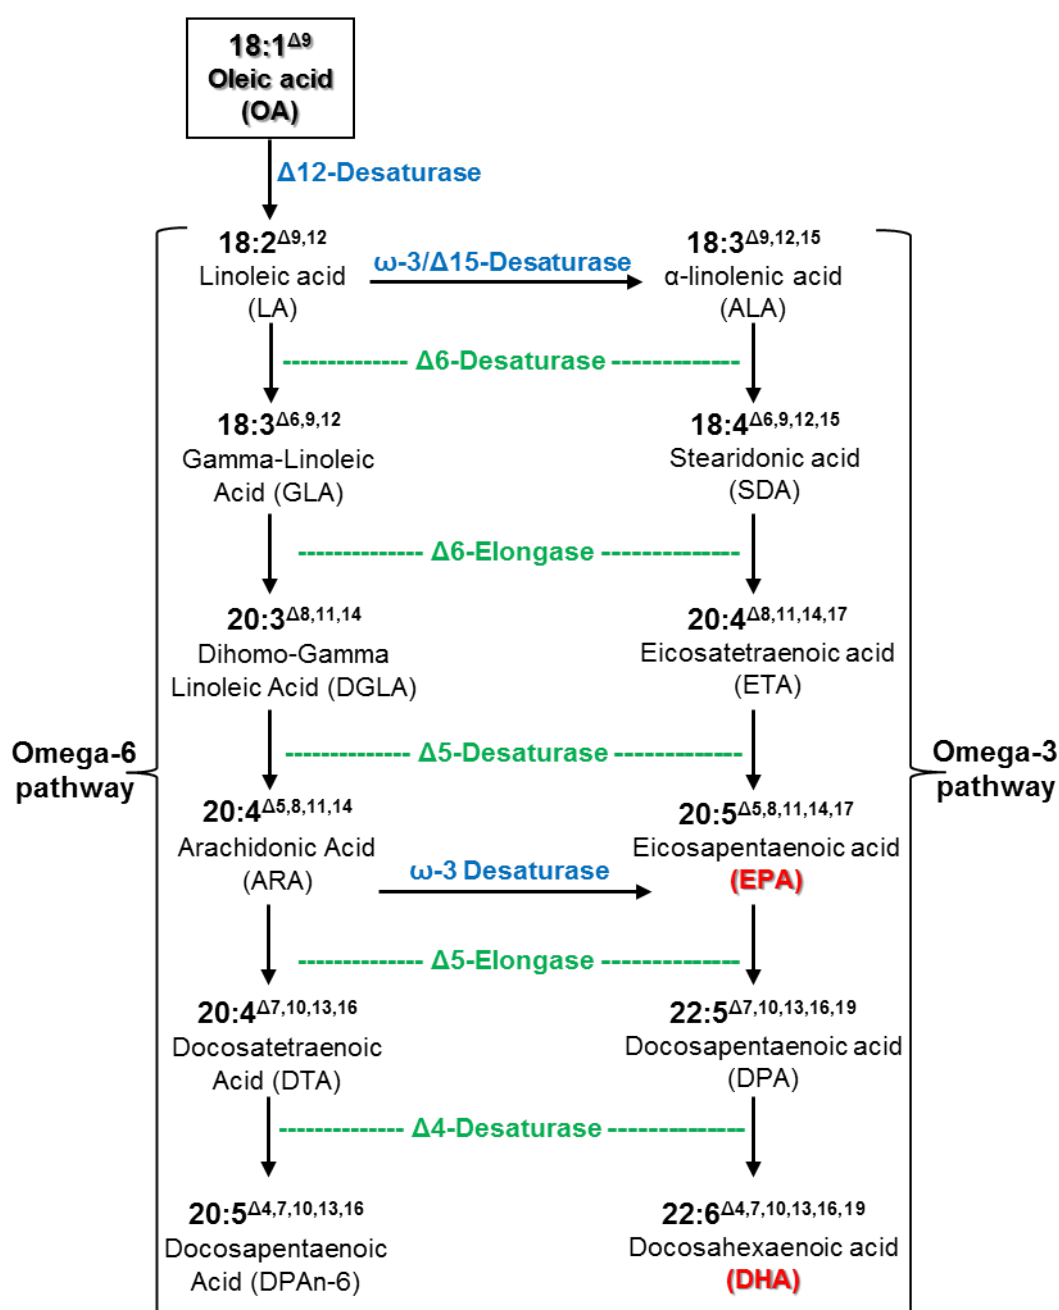 18:1Δ9
Oleic acid
(OA)
Δ12-Desaturase
18:2Δ9,12
Linoleic acid
(LA)
ω-3/Δ15-Desaturase
18:3Δ9,12,15
α-linolenic acid
(ALA)
Δ6-Desaturase
18:3Δ6,9,12
Gamma-Linoleic
Acid (GLA)
18:4Δ6,9,12,15
Stearidonic acid
(SDA)
Δ6-Elongase
20:3Δ8,11,14
Dihomo-Gamma
Linoleic Acid (DGLA)
20:4Δ8,11,14,17
Eicosatetraenoic acid
(ETA)
Omega-6
pathway
Δ5-Desaturase
Omega-3
pathway
20:4Δ5,8,11,14
Arachidonic Acid
(ARA)
ω-3 Desaturase
20:5Δ5,8,11,14,17
Eicosapentaenoic acid
(EPA)
Δ5-Elongase
20:4Δ7,10,13,16
Docosatetraenoic
Acid (DTA)
22:5Δ7,10,13,16,19
Docosapentaenoic acid
(DPA)
Δ4-Desaturase
20:5Δ4,7,10,13,16
Docosapentaenoic
Acid (DPAn-6)
22:6Δ4,7,10,13,16,19
Docosahexaenoic acid
(DHA)